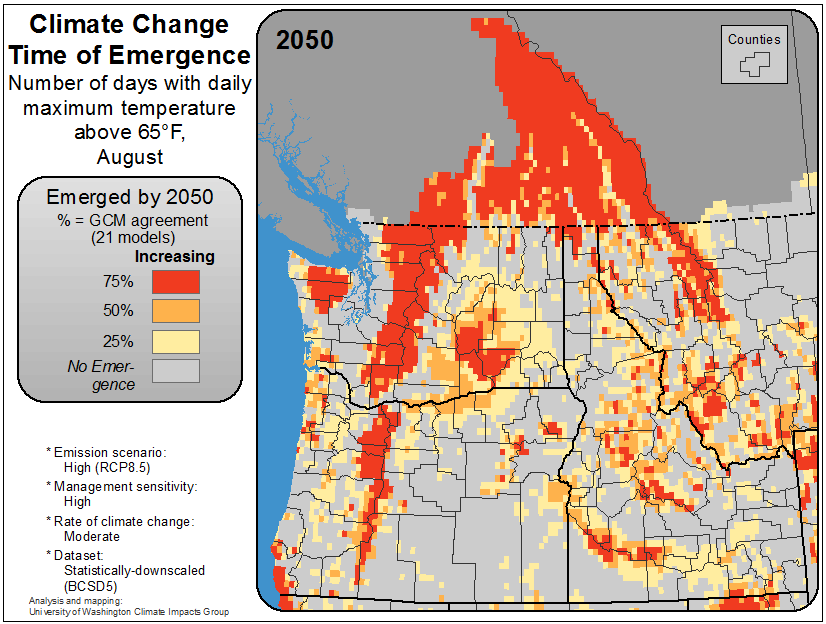 Climate Change
Time of Emergence
Number of days with daily
maximum temperature
above 65°F,
August
Emerged by 2050
% = GCM agreement
(21 models)
Increasing
75%
50%
25%
No Emer-
gence
* Emission scenario:
High (RCP8.5)
* Management sensitivity:
High
* Rate of climate change:
Moderate
* Dataset:
Statistically-downscaled
(BCSD5)
Analysis and mapping:
University of Washington Climate Impacts Group
2050
Counties